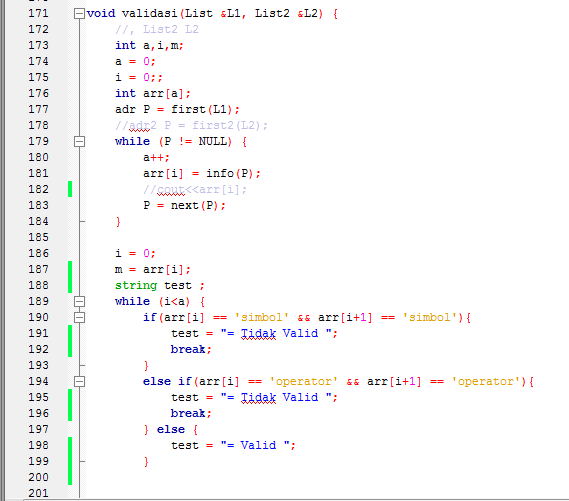 171 void validasi(List &L1, List2 &L2) {
172 //, List2 L2
173 int a,i,m;
174 a = 0;
175 i = 0;;
176 int arr[a];
177 adr P = first(L1);
178 //adr2 P = first2(L2);
179 while (P != NULL) {
180 a++;
181 arr[i] = info(P);
182 //cout<<arr[i];
183 P = next(P);
184 }
185
186 i = 0;
187 m = arr[i];
188 string test ;
189 while (i<a) {
190 if(arr[i] == 'simbol' && arr[i+1] == 'simbol'){
191 test = "= Tidak Valid ";
192 break;
193 }
194 else if(arr[i] == 'operator' && arr[i+1] == 'operator'){
195 test = "= Tidak Valid ";
196 break;
197 } else {
198 test = "= Valid ";
199 }
200
201